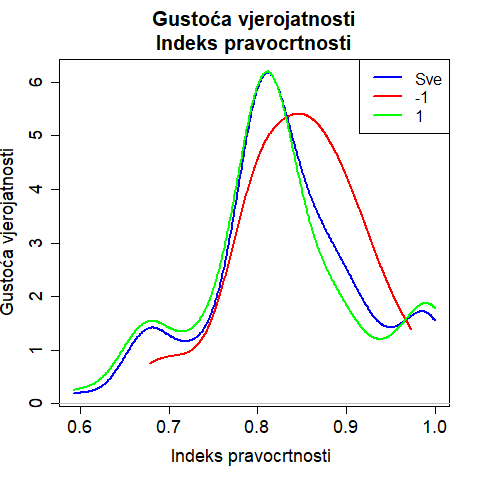 Gustoća vjerojatnosti
Indeks pravocrtnosti
Sve
-1
1
Gustoća vjerojatnosti
6
5
4
3
2
1
0
0.6 0.7 0.8 0.9 1.0
Indeks pravocrtnosti